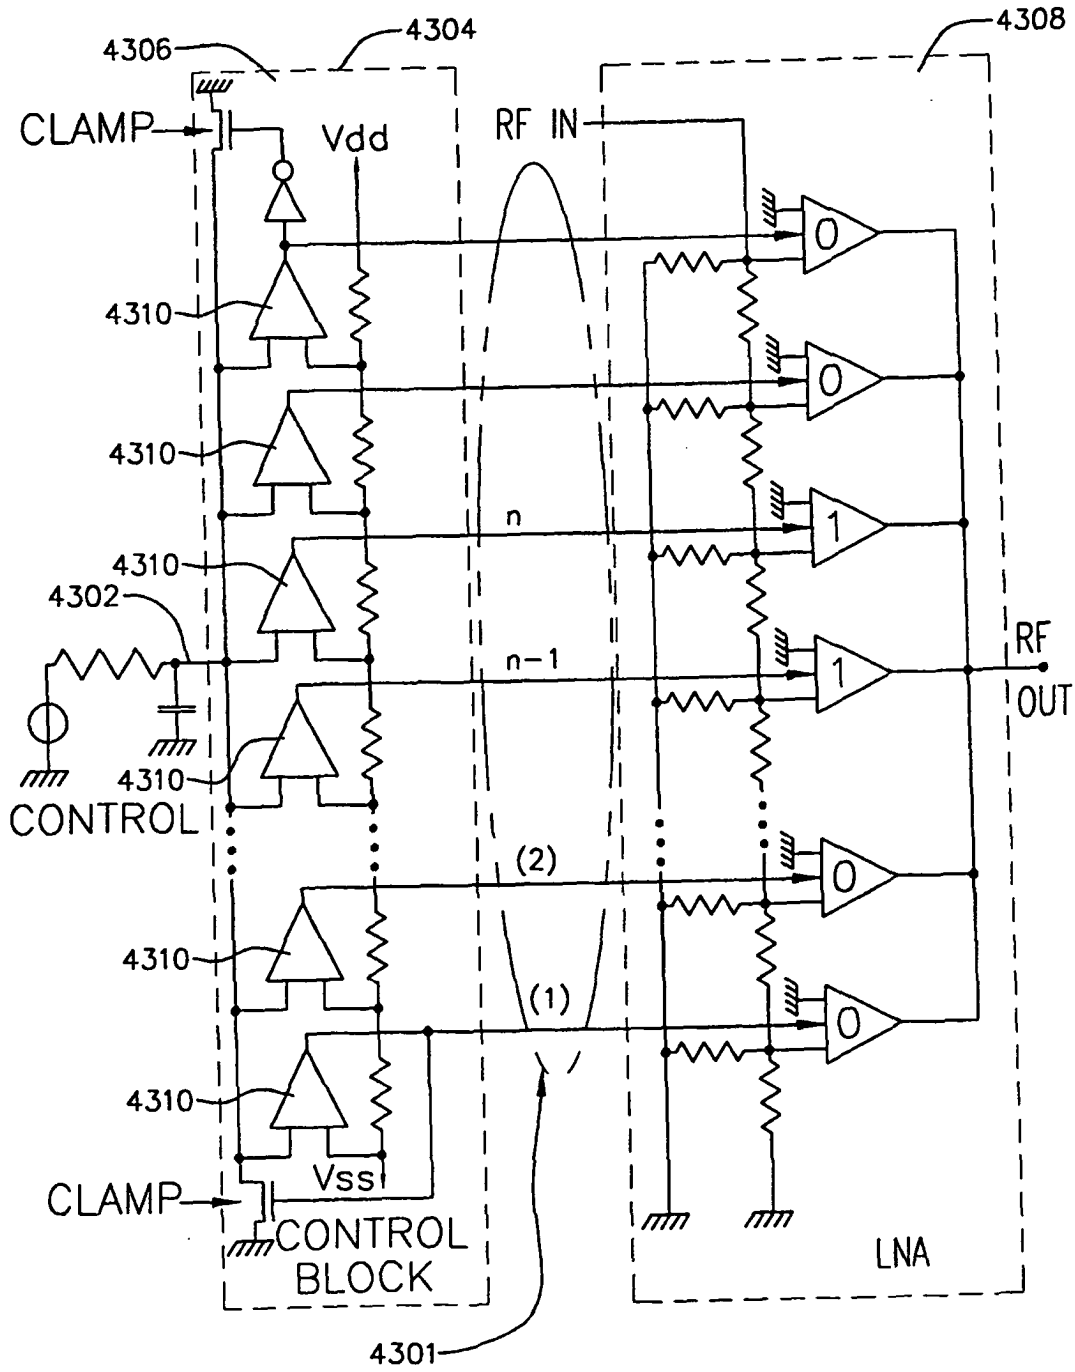 4306
4304
4308
CLAMP
Vdd
RF IN
0
4310
0
4310
n
1
4310
4302
n-1
1
RF
OUT
4310
CONTROL
(2)
0
4310
(1)
0
4310
Vss
CLAMP
CONTROL
BLOCK
LNA
4301